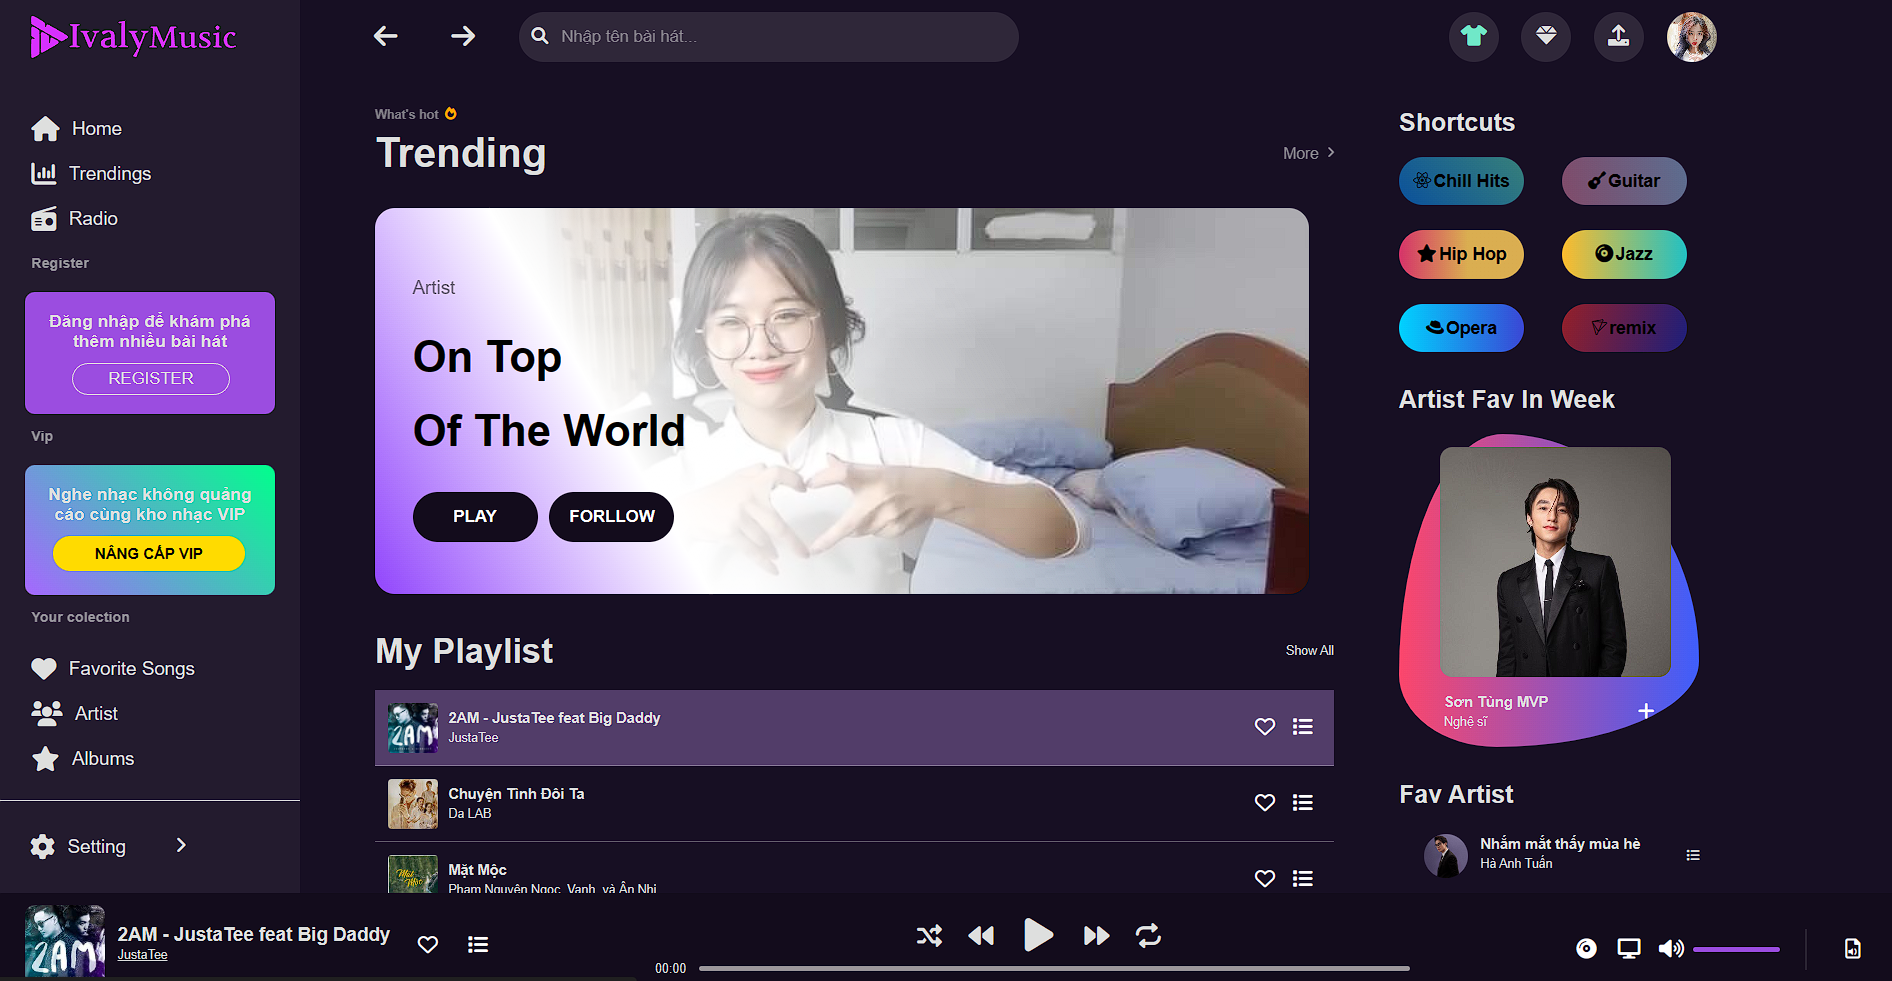 IvalyMusic
Nhập tên bài hát...
Home
Trendings
Radio
Register
Đăng nhập để khám phá
thêm nhiều bài hát
REGISTER
Vip
Nghe nhạc không quảng
cáo cùng kho nhạc VIP
NÂNG CẤP VIP
Your colection
Favorite Songs
Artist
Albums
Setting
What's hot
Trending
More
Artist
On Top
Of The World
PLAY
FORLLOW
My Playlist
Show All
2AM - JustaTee feat Big Daddy
JustaTee
Chuyện Tình Đôi Ta
Da LAB
Mặt Mộc
Phạm Nguyên Ngọc, Vanh, và Ân Nhi
Shortcuts
Chill Hits
Guitar
Hip Hop
Jazz
Opera
remix
Artist Fav In Week
Sơn Tùng MVP
Nghệ sĩ
Fav Artist
Nhắm mắt thấy mùa hè
Hà Anh Tuấn
2AM
2AM - JustaTee feat Big Daddy
JustaTee
00:00